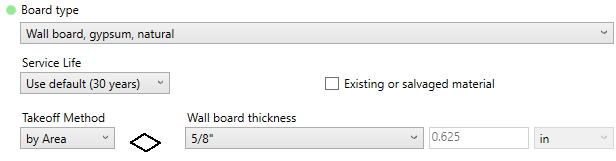 Board type
Wall board, gypsum, natural
Service Life
Use default (30 years)
Existing or salvaged material
Takeoff Method
Wall board thickness
by Area
5/8"
0.625
in